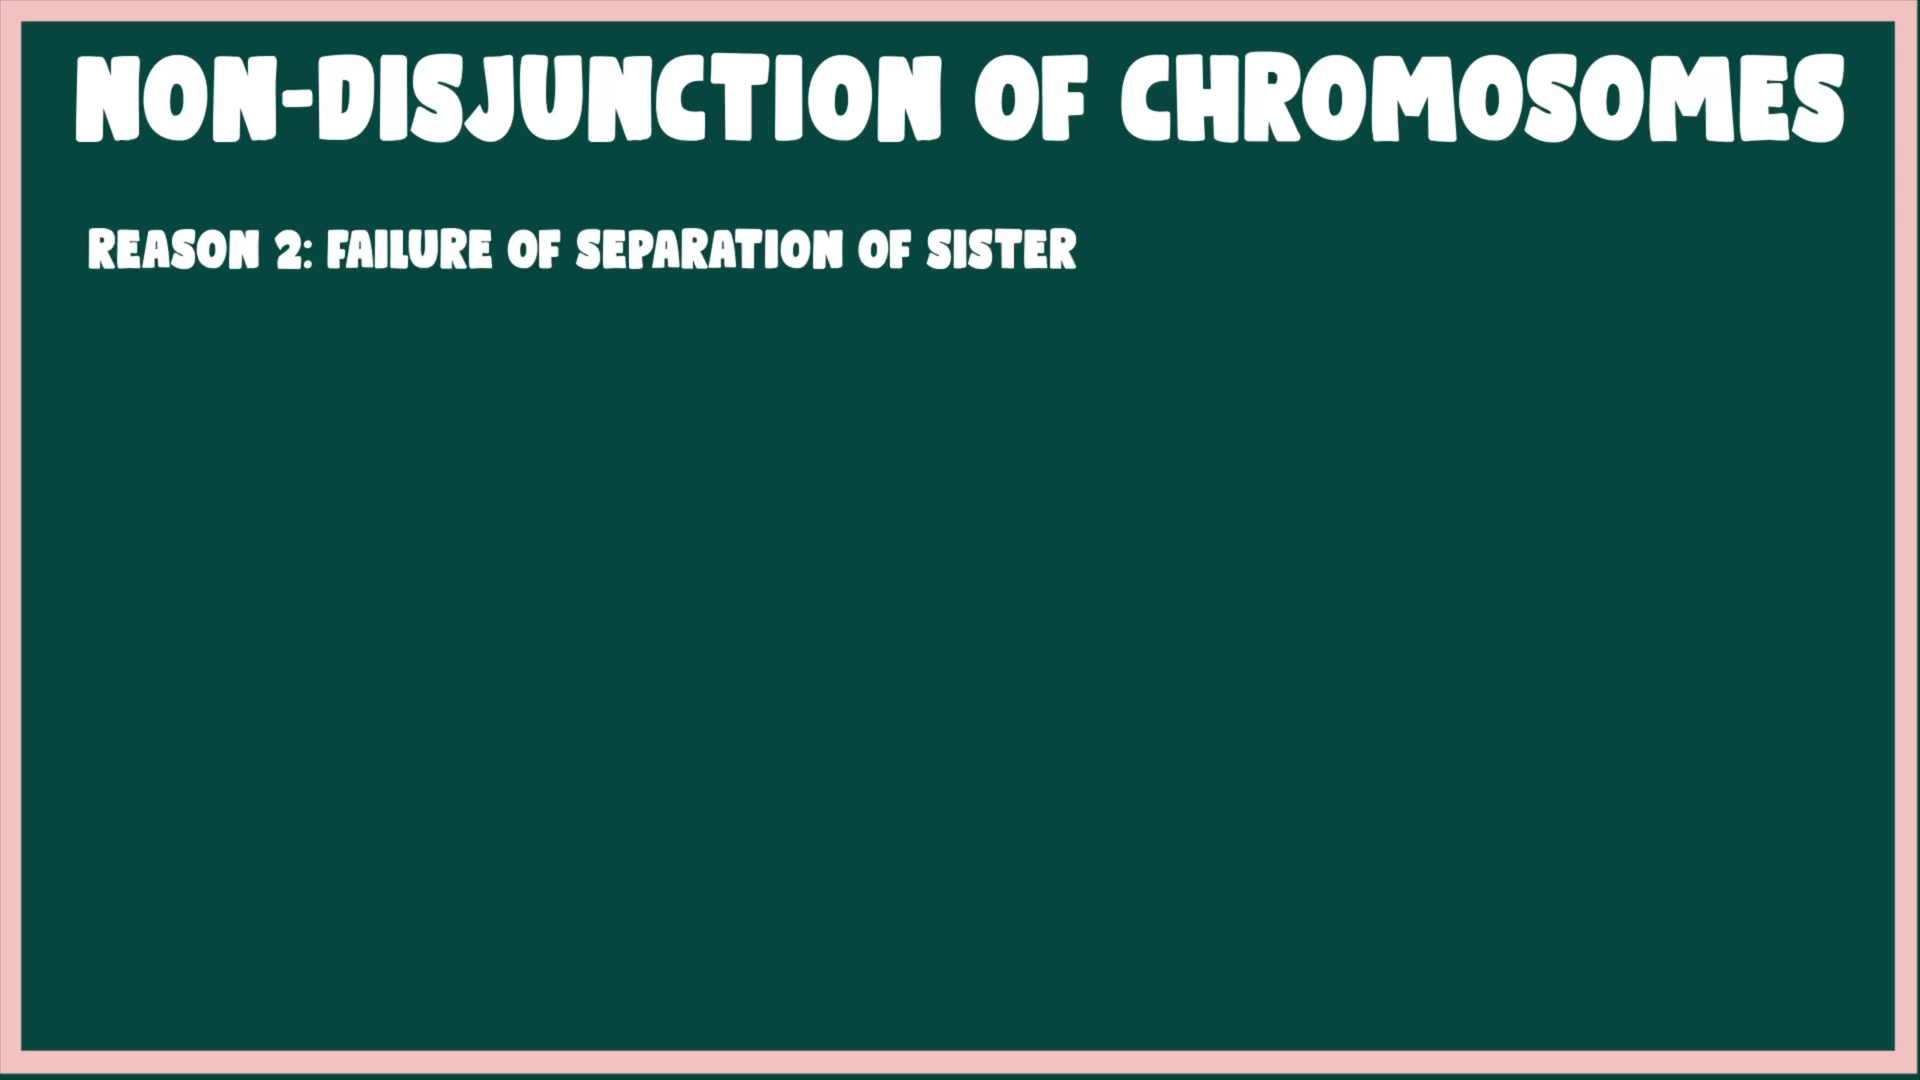 NON-DISJUNCTION OF CHROMOSOMES
REASON 2: FAILURE OF SEPARATION OF SISTER